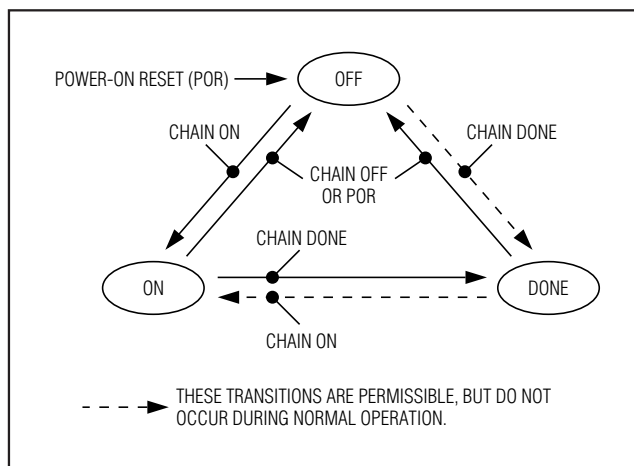 POWER-ON RESET (POR)
OFF
CHAIN ON
CHAIN DONE
CHAIN OFF
OR POR
CHAIN DONE
ON
DONE
CHAIN ON
THESE TRANSITIONS ARE PERMISSIBLE, BUT DO NOT
OCCUR DURING NORMAL OPERATION.